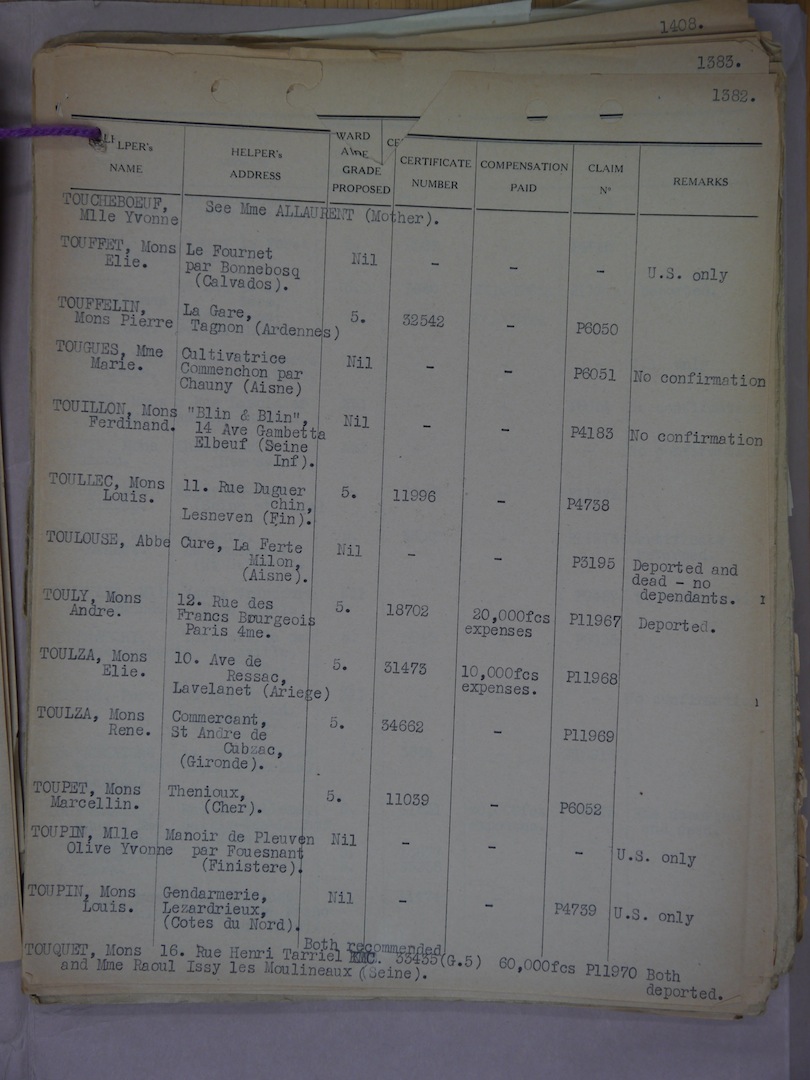 1408.
1383.
1382.
LPER's NAME
HELPER's ADDRESS
WARD
GRADE PROPOSED
CERTIFICATE NUMBER
COMPENSATION PAID
CLAIM Nº
REMARKS
TOUCHEBOEUF, See Mme ALLAURENT (Mother).
Mlle Yvonne
TOUFFET, Mons Le Fournet Nil - - - U.S. only
Elie. par Bonnebosq
(Calvados).
TOUFFELIN, La Gare, 5. 32542 - P6050
Mons Pierre Tagnon (Ardennes)
TOUGUES, Mme Cultivatrice Nil - - P6051 No confirmation
Marie. Commenchon par
Chauny (Aisne)
TOUILLON, Mons "Blin & Blin", Nil - - P4183 No confirmation
Ferdinand. 14 Ave Gambetta
Elbeuf (Seine
Inf).
TOULLEC, Mons 11. Rue Duguer 5. 11996 - P4738
Louis. chin,
Lesneven (Fin).
TOULOUSE, Abbe Cure, La Ferte Nil - - P3195 Deported and
Milon, dead - no
(Aisne). dependants.
TOULY, Mons 12. Rue des 5. 18702 20,000fcs P11967 Deported.
Andre. Francs Bourgeois expenses
Paris 4me.
TOULZA, Mons 10. Ave de 5. 31473 10,000fcs P11968
Elie. Ressac, expenses.
Lavelanet (Ariege)
TOULZA, Mons Commercant, 5. 34662 - P11969
Rene. St Andre de
Cubzac,
(Gironde).
TOUPET, Mons Thenioux, 5. 11039 - P6052
Marcellin. (Cher).
TOUPIN, Mlle Manoir de Pleuven Nil - - - U.S. only
Olive Yvonne par Fouesnant
(Finistere).
TOUPIN, Mons Gendarmerie, Nil - - P4739 U.S. only
Louis. Lezardrieux,
(Cotes du Nord).
Both recommended
TOUQUET, Mons 16. Rue Henri Tarriel KMC. 33435(G.5) 60,000fcs P11970 Both
and Mme Raoul Issy les Moulineaux (Seine). deported.